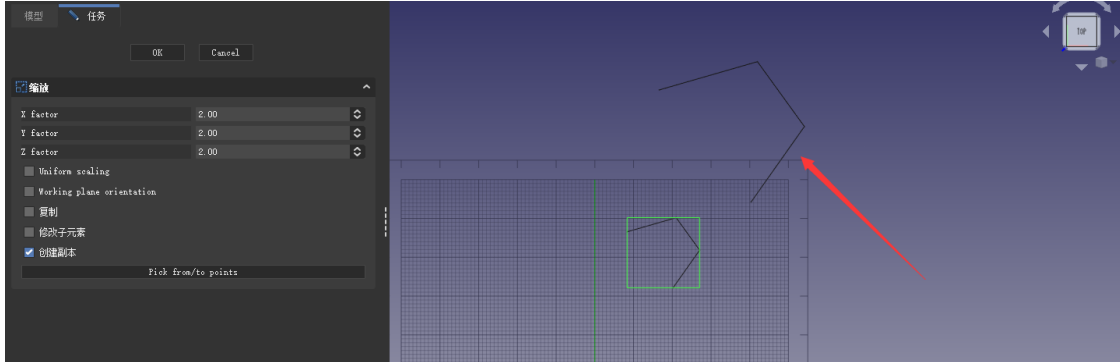 模型 任务
OK Cancel
缩放
X factor 2.00
Y factor 2.00
Z factor 2.00
Uniform scaling
Working plane orientation
复制
修改子元素
创建副本
Pick from/to points
TOP